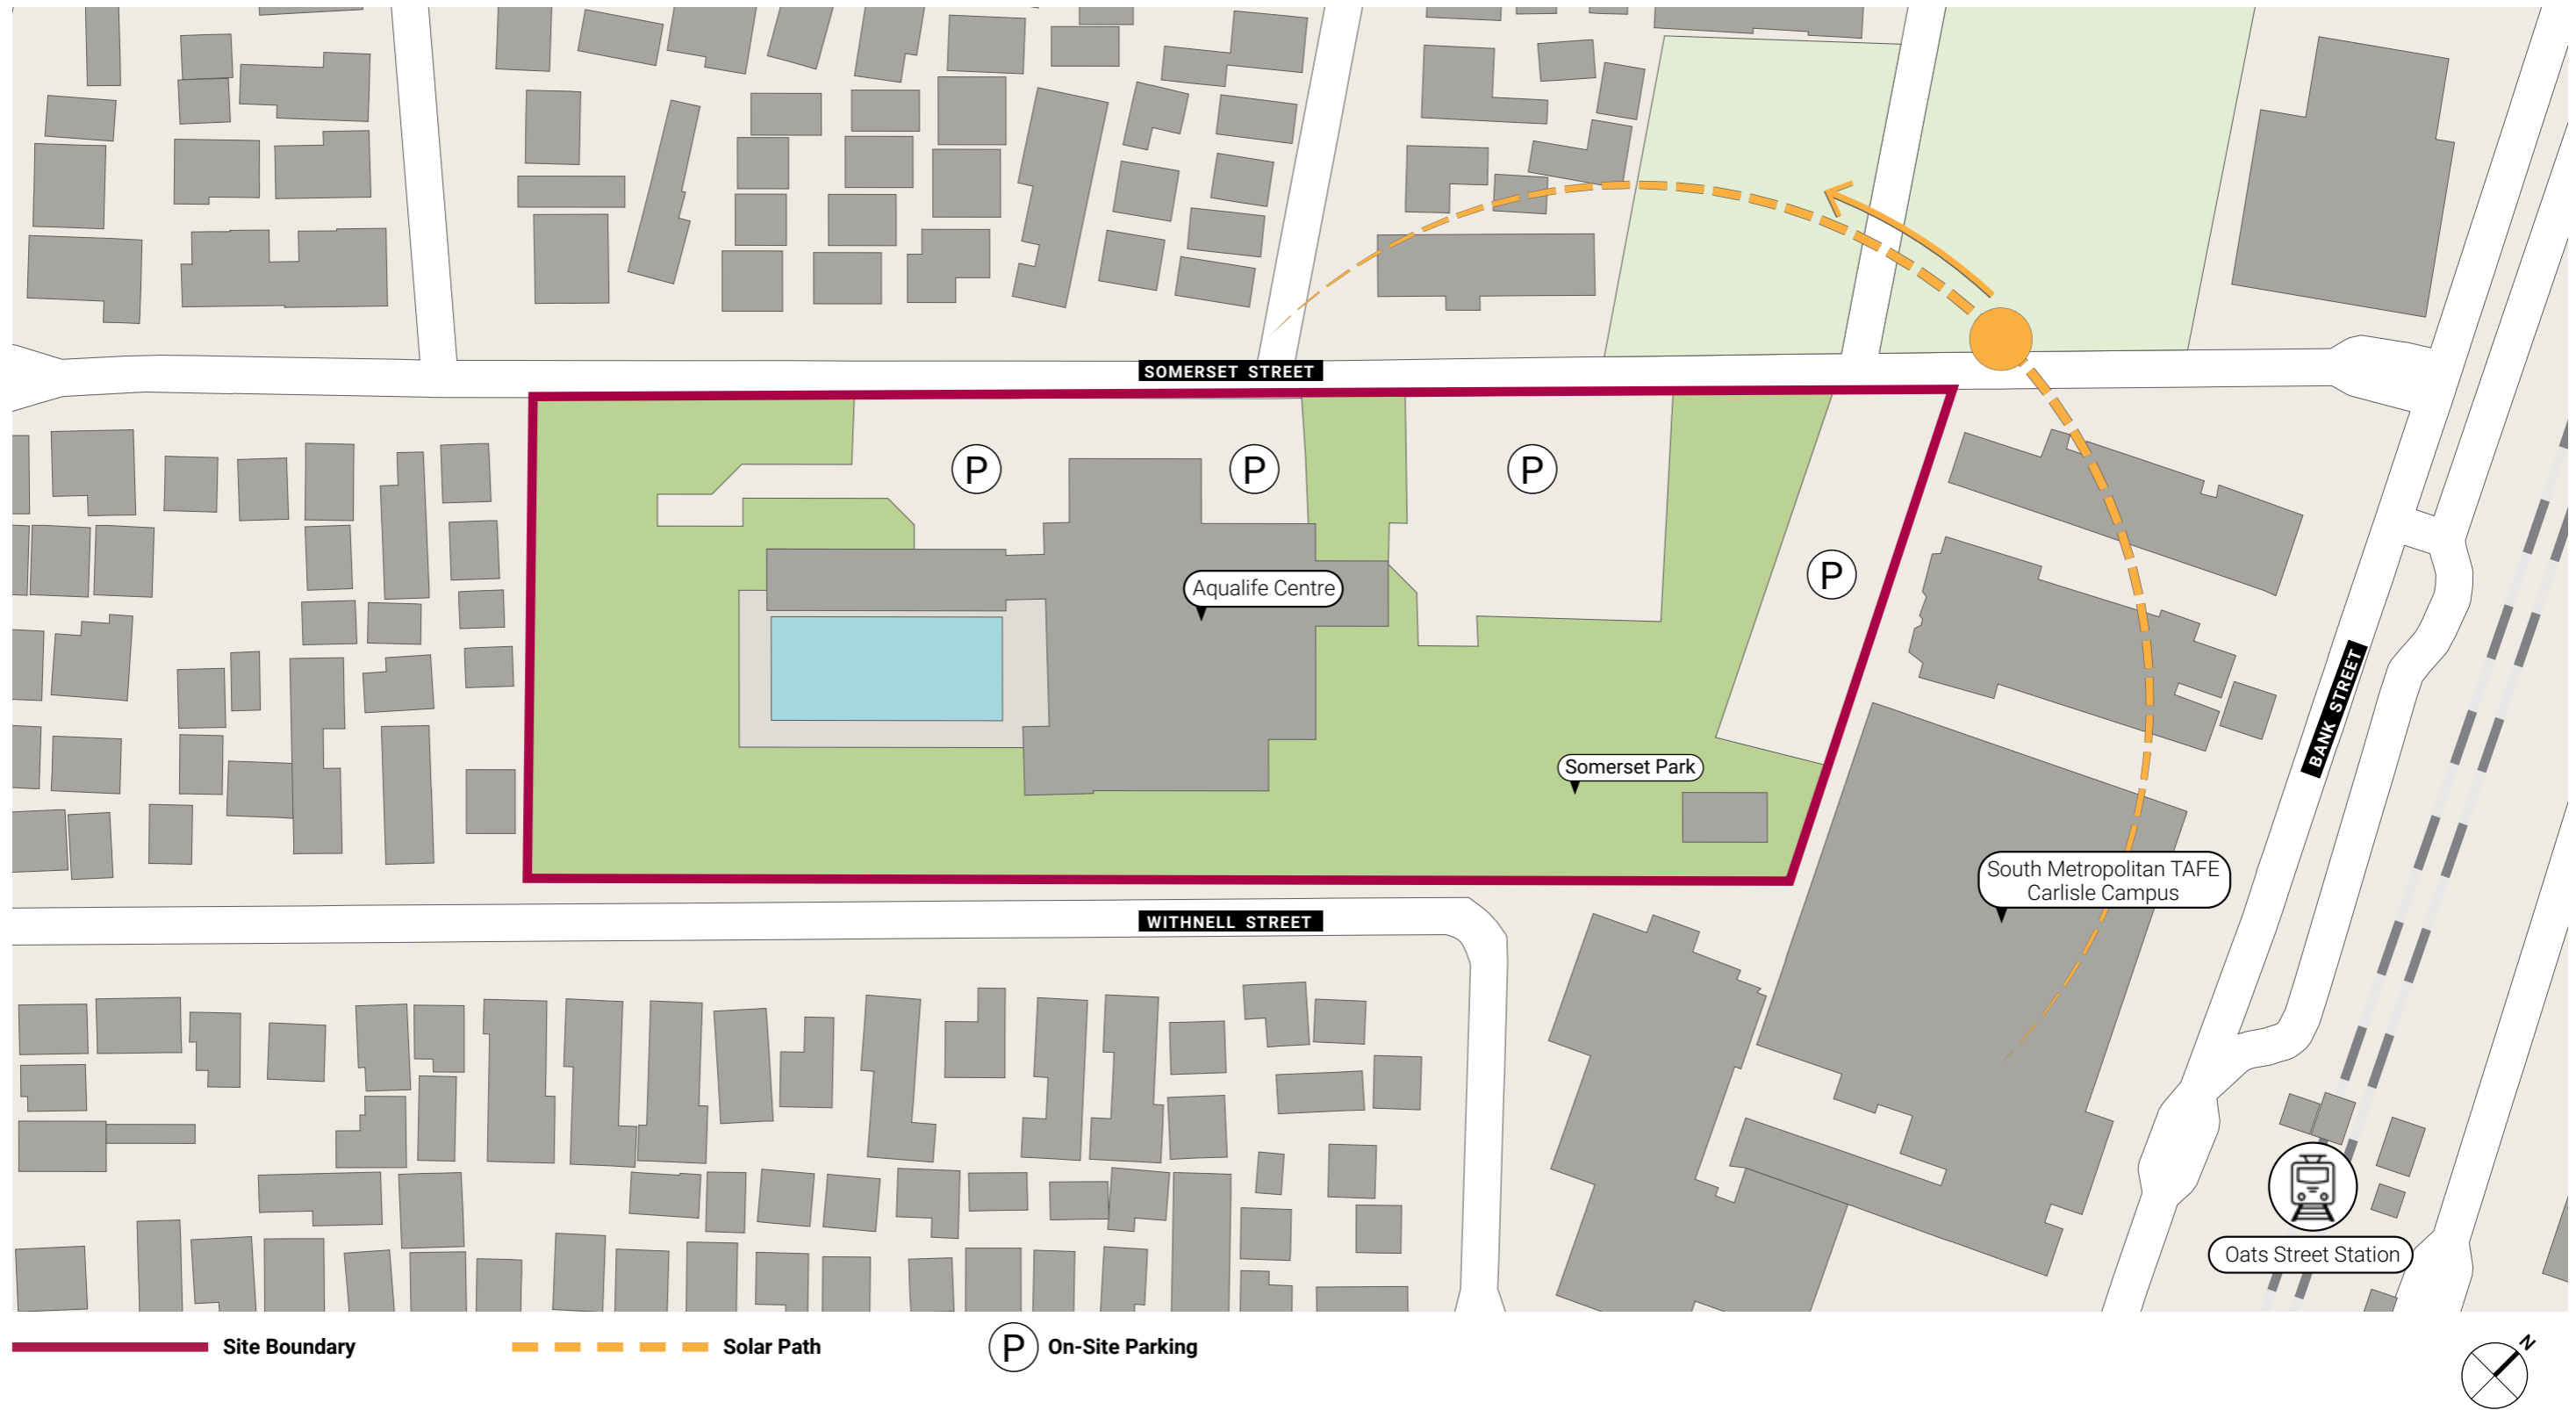 SOMERSET STREET
P
P
P
P
Aqualife Centre
Somerset Park
BANK STREET
South Metropolitan TAFE
Carlisle Campus
WITHNELL STREET
Oats Street Station
Site Boundary
Solar Path
P
On-Site Parking
N